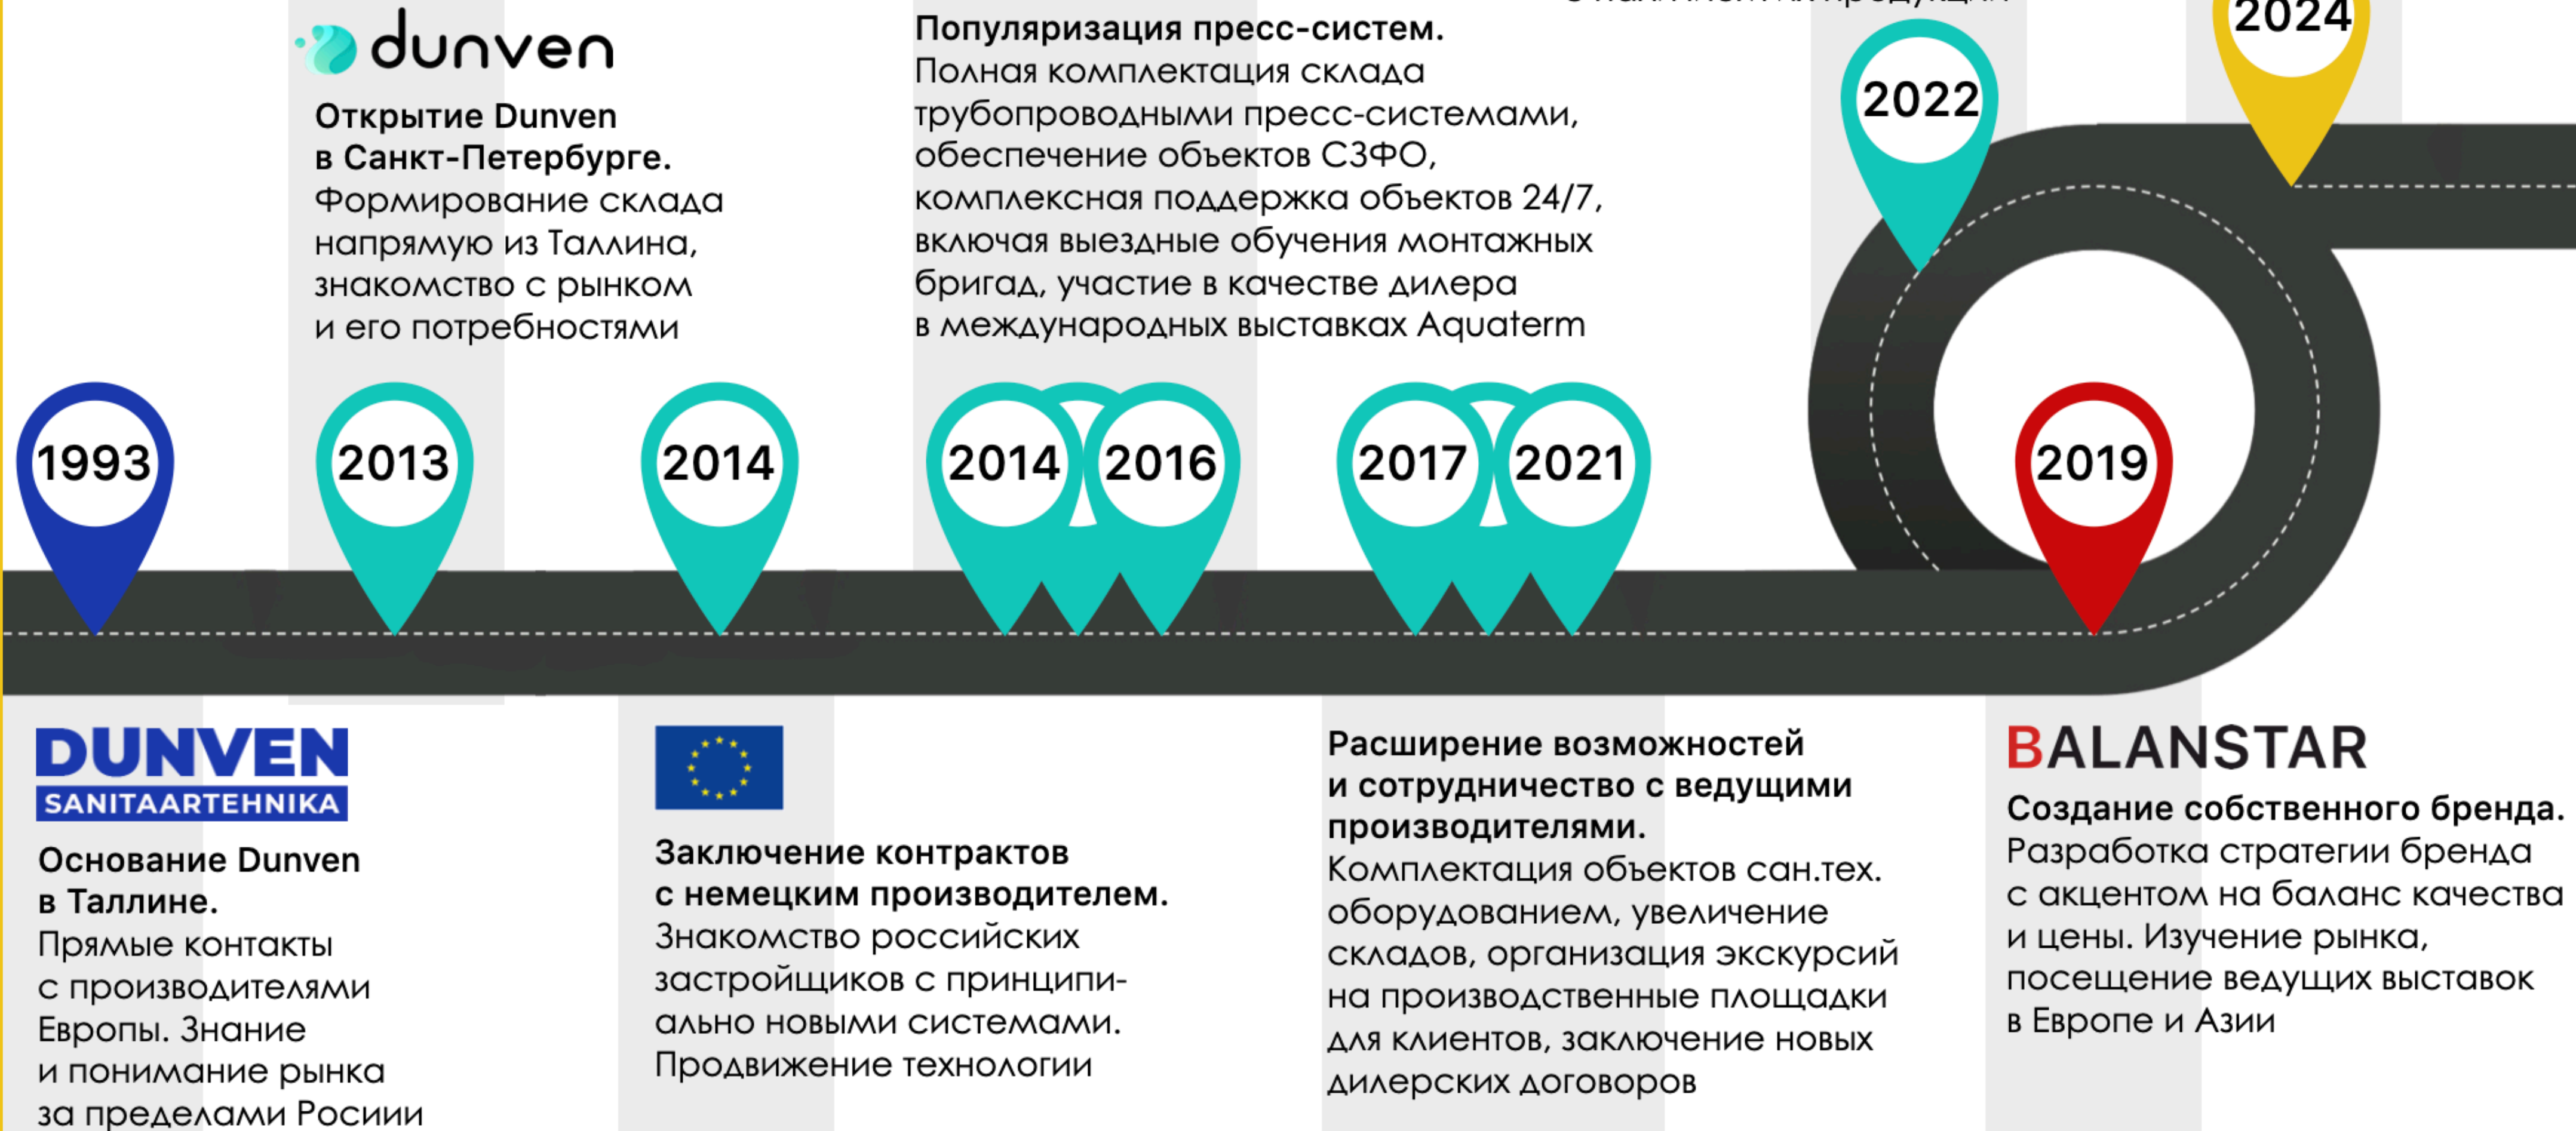 dunven
Открытие Dunven
в Санкт-Петербурге.
Формирование склада
напрямую из Таллина,
знакомство с рынком
и его потребностями
Популяризация пресс-систем.
Полная комплектация склада
трубопроводными пресс-системами,
обеспечение объектов СЗФО,
комплексная поддержка объектов 24/7,
включая выездные обучения монтажных
бригад, участие в качестве дилера
в международных выставках Aquaterm
2024
2022
1993
2013
2014
2014
2016
2017
2021
2019
DUNVEN
SANITAARTEHNIKA
Основание Dunven
в Таллине.
Прямые контакты
с производителями
Европы. Знание
и понимание рынка
за пределами Росиии
Заключение контрактов
с немецким производителем.
Знакомство российских
застройщиков с принципи-
ально новыми системами.
Продвижение технологии
Расширение возможностей
и сотрудничество с ведущими
производителями.
Комплектация объектов сан.тех.
оборудованием, увеличение
складов, организация экскурсий
на производственные площадки
для клиентов, заключение новых
дилерских договоров
BALANSTAR
Создание собственного бренда.
Разработка стратегии бренда
с акцентом на баланс качества
и цены. Изучение рынка,
посещение ведущих выставок
в Европе и Азии